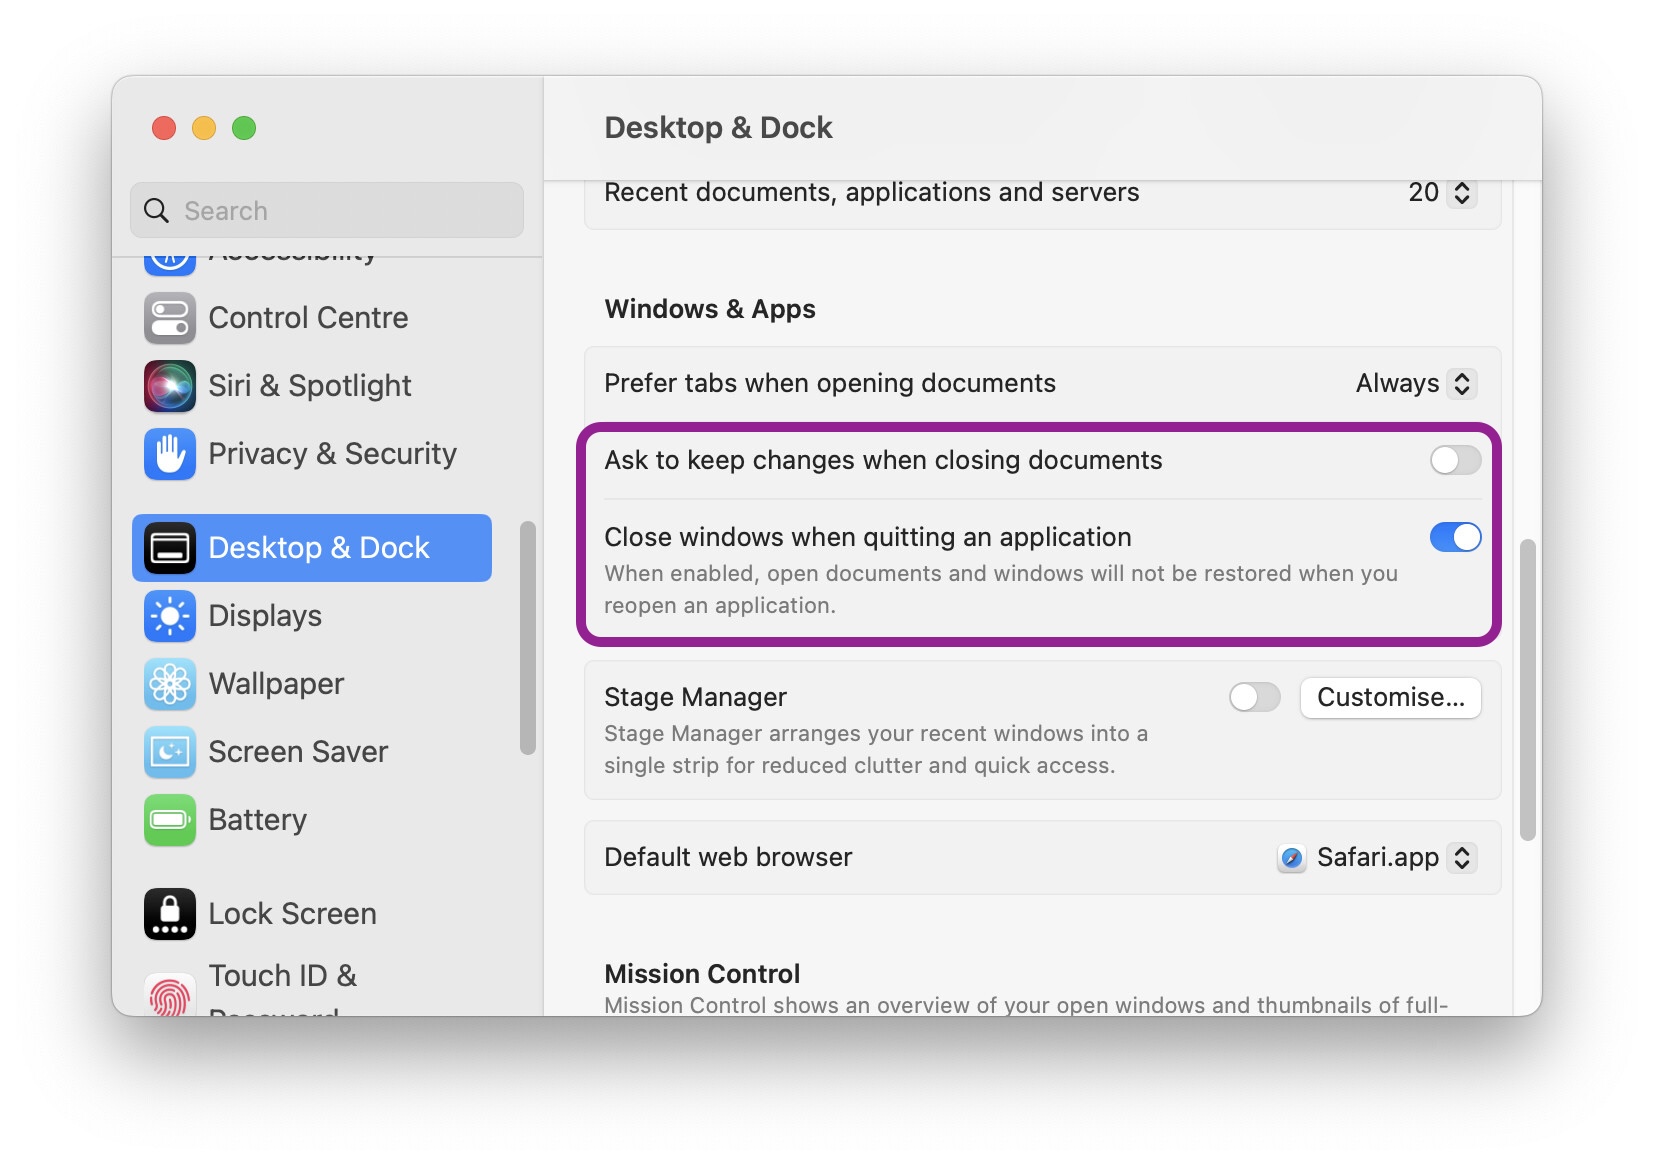 Desktop & Dock
Search
Accessibility
Control Centre
Siri & Spotlight
Privacy & Security
Desktop & Dock
Displays
Wallpaper
Screen Saver
Battery
Lock Screen
Touch ID &
Password
Recent documents, applications and servers 20
Windows & Apps
Prefer tabs when opening documents Always
Ask to keep changes when closing documents
Close windows when quitting an application
When enabled, open documents and windows will not be restored when you
reopen an application.
Stage Manager Customise...
Stage Manager arranges your recent windows into a
single strip for reduced clutter and quick access.
Default web browser Safari.app
Mission Control
Mission Control shows an overview of your open windows and thumbnails of full-